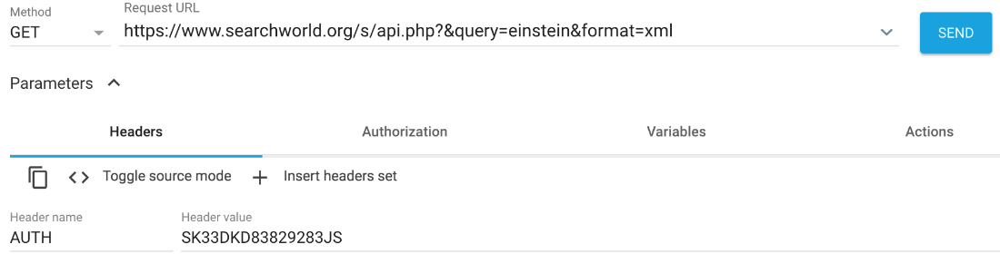 Method Request URL
GET https://www.searchworld.org/s/api.php?&query=einstein&format=xml SEND
Parameters
Headers Authorization Variables Actions
Toggle source mode Insert headers set
Header name Header value
AUTH SK33DKD83829283JS